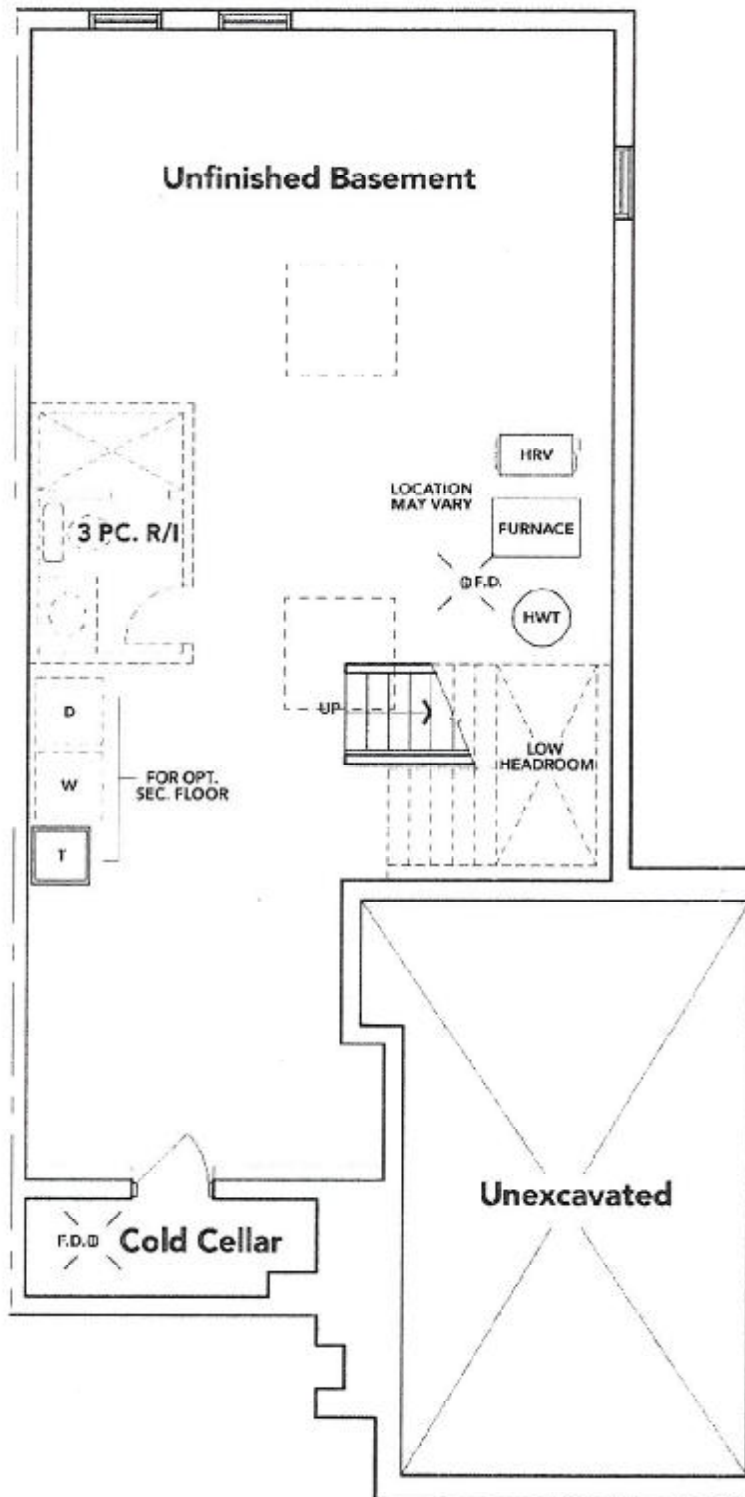 Unfinished Basement
HRV
LOCATION
MAY VARY
FURNACE
3 PC. R/I
F.D.
HWT
UP
D
W
T
FOR OPT.
SEC. FLOOR
LOW
HEADROOM
Unexcavated
F.D.
Cold Cellar